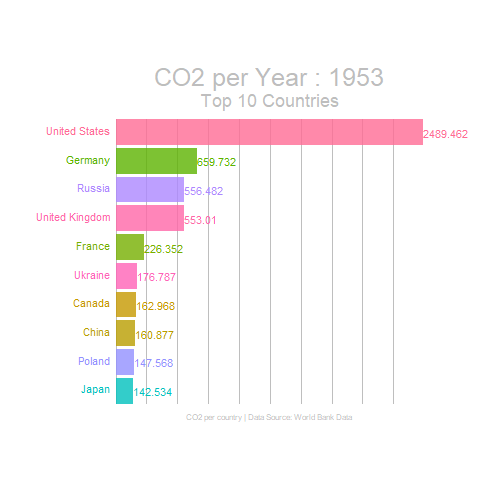 CO2 per Year : 1953
Top 10 Countries
United States 2489.462
Germany 659.732
Russia 556.482
United Kingdom 553.01
France 226.352
Ukraine 176.787
Canada 162.968
China 160.877
Poland 147.568
Japan 142.534
CO2 per country | Data Source: World Bank Data